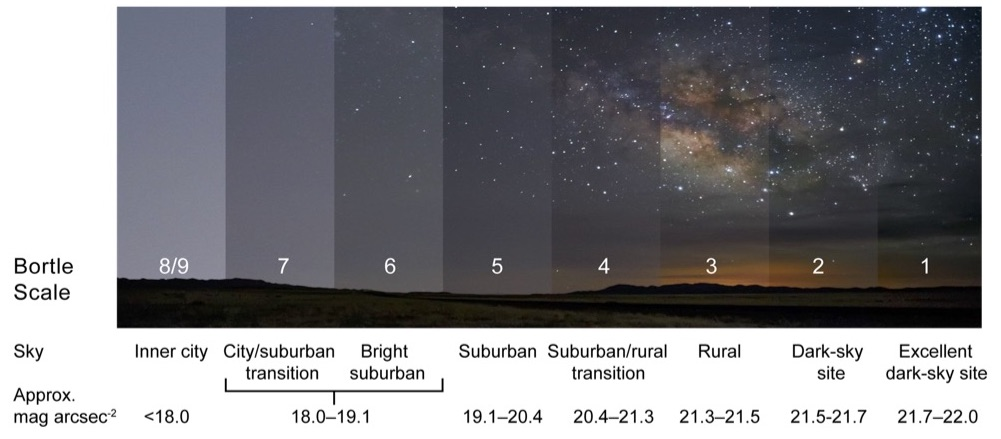 Bortle
Scale
8/9 7 6 5 4 3 2 1
Sky
Inner city
City/suburban
transition
Bright
suburban
Suburban
Suburban/rural
transition
Rural
Dark-sky
site
Excellent
dark-sky site
Approx.
mag arcsec-2
<18.0 18.0–19.1 19.1–20.4 20.4–21.3 21.3–21.5 21.5-21.7 21.7–22.0